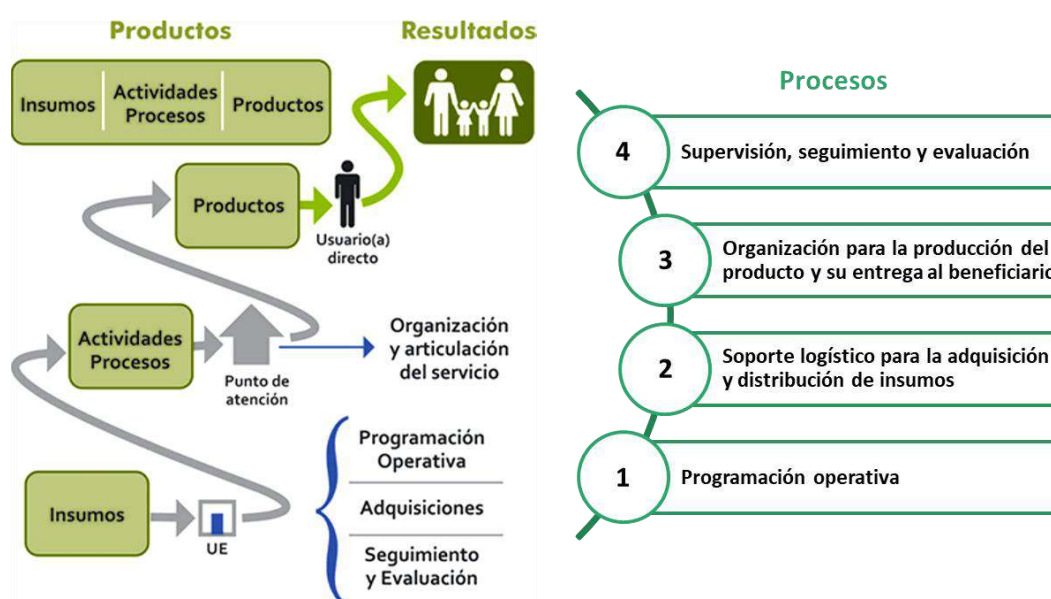 Productos
Resultados
Insumos
Actividades
Procesos
Productos
Productos
Usuario(a)
directo
Actividades
Procesos
Punto de
atención
Organización
y articulación
del servicio
Insumos
UE
Programación
Operativa
Adquisiciones
Seguimiento
y Evaluación
Procesos
4
Supervisión, seguimiento y evaluación
3
Organización para la producción del
producto y su entrega al beneficiario
2
Soporte logístico para la adquisición
y distribución de insumos
1
Programación operativa